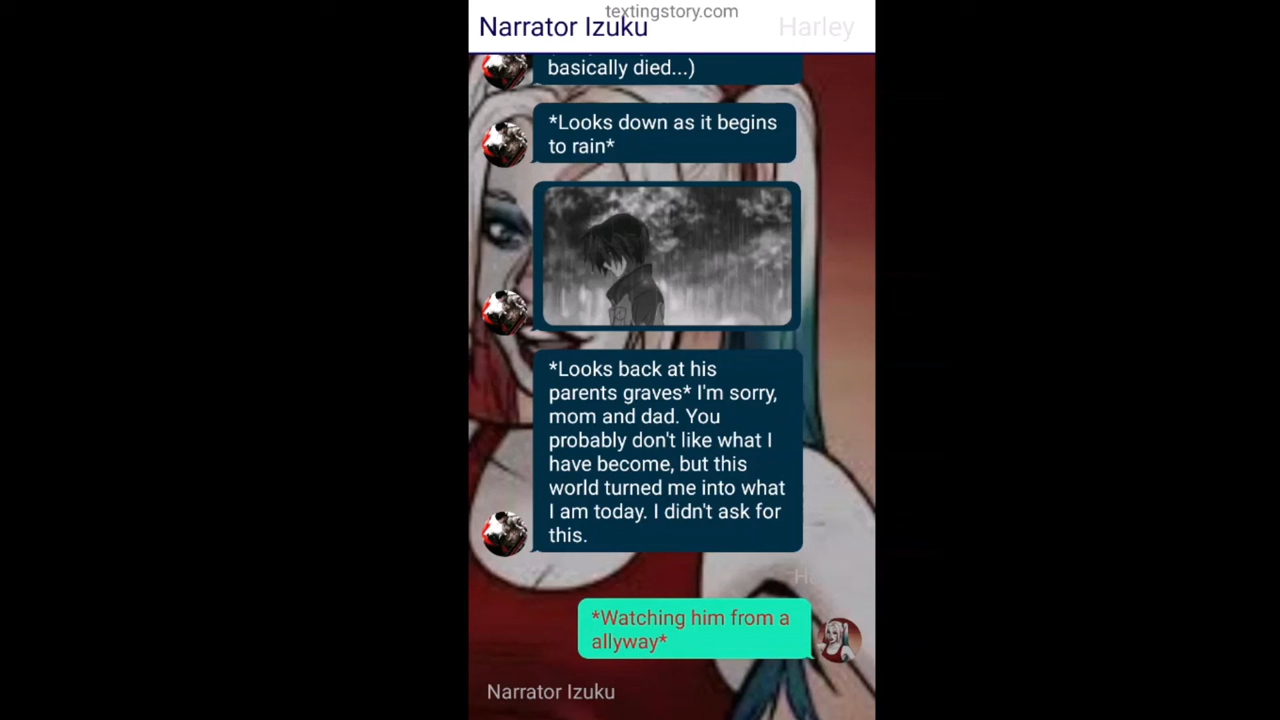 textingstory.com
Narrator Izuku
Harley
basically died...)
*Looks down as it begins
to rain*
*Looks back at his
parents graves* I'm sorry,
mom and dad. You
probably don't like what I
have become, but this
world turned me into what
I am today. I didn't ask for
this.
*Watching him from a
allyway*
Narrator Izuku